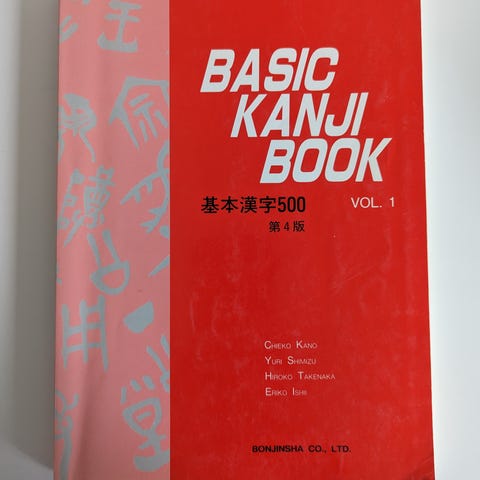 BASIC
KANJI
BOOK
基本漢字500 VOL. 1
第4版
CHIEKO KANO
YURI SHIMIZU
HIROKO TAKENAKA
ERIKO ISHII
BONJINSHA CO., LTD.